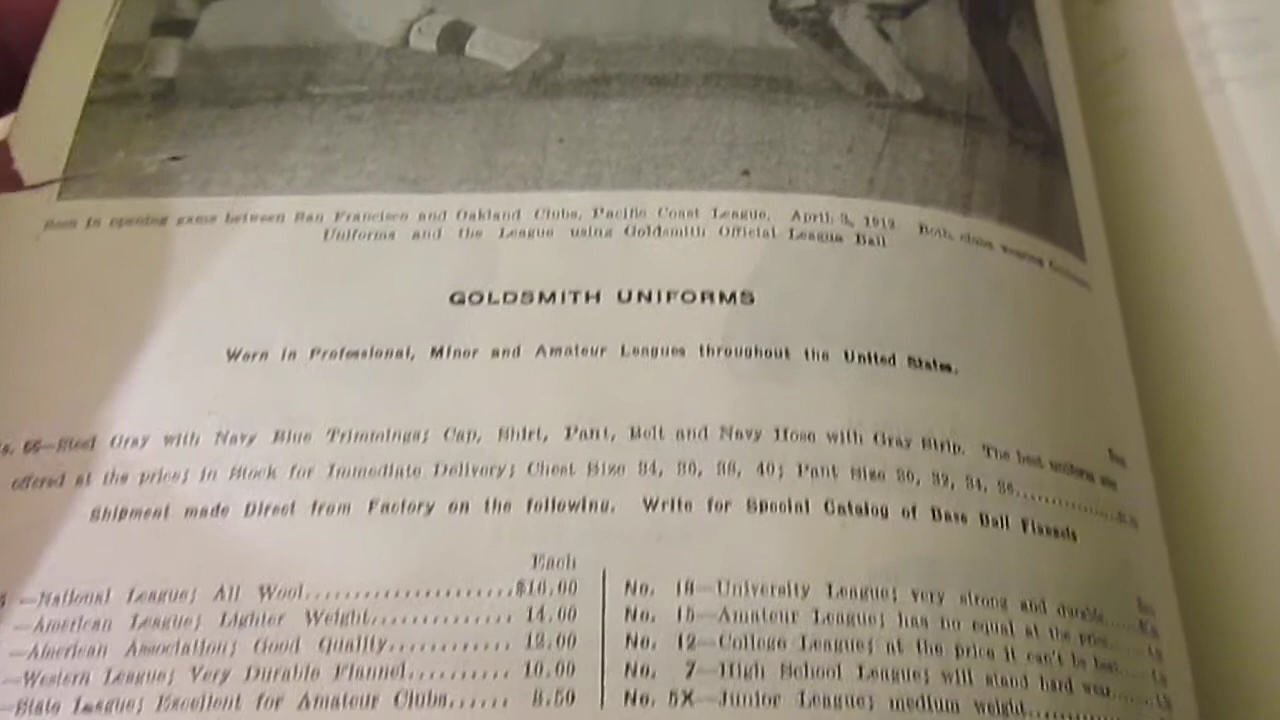 in opening game between San Francisco and Oakland Clubs, Pacific Coast League, April 3, 1912. Both clubs wearing
Uniforms and the League using Goldsmith Official League Ball
GOLDSMITH UNIFORMS
Worn in Professional, Minor and Amateur Leagues throughout the United States.
66—Steel Gray with Navy Blue Trimmings; Cap, Shirt, Pant, Belt and Navy Hose with Gray Strip. The best uniform
offered at the price; in Stock for Immediate Delivery; Chest Size 34, 36, 38, 40; Pant Size 30, 32, 34, 36
Shipment made Direct from Factory on the following. Write for Special Catalog of Base Ball Flannels
Each
—National League; All Wool
—American League; Lighter Weight 14.00
—American Association; Good Quality 12.00
—Western League; Very Durable Flannel 10.00
—State League; Excellent for Amateur Clubs 8.50
No. —University League; very strong and durable
No. 15—Amateur League; has no equal at the price
No. 12—College League; at the price it can't be beat
No. 7—High School League; will stand hard wear
No. 5X—Junior League; medium weight